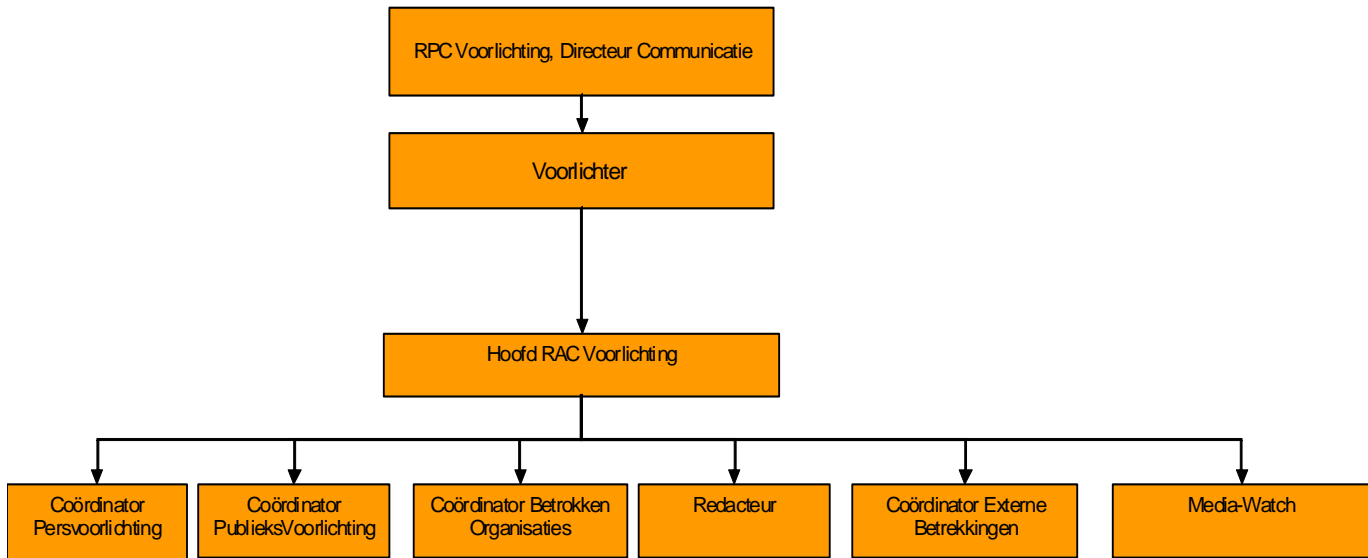 RPC Voorlichting, Directeur Communicatie
Voorlichter
Hoofd RAC Voorlichting
Coördinator
Persvoorlichting
Coördinator
PublieksVoorlichting
Coördinator Betrokken
Organisaties
Redacteur
Coördinator Externe
Betrekkingen
Media-Watch